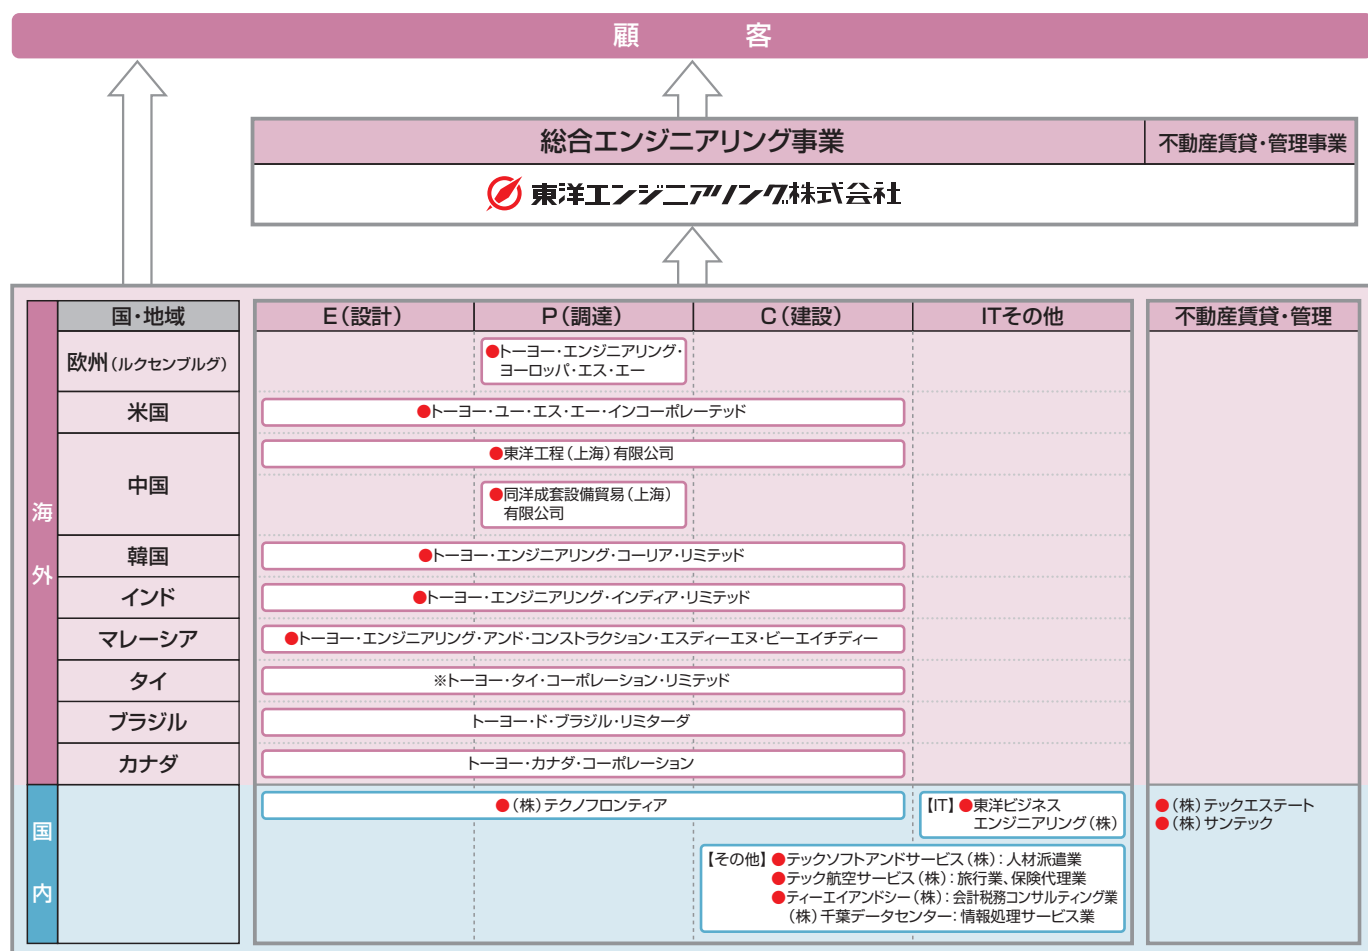 顧客
総合エンジニアリング事業
不動産賃貸・管理事業
東洋エンジニアリング株式会社
国・地域
E(設計)
P(調達)
C(建設)
ITその他
不動産賃貸・管理
海外
欧州(ルクセンブルグ)
●トーヨー・エンジニアリング・
ヨーロッパ・エス・エー
米国
●トーヨー・ユー・エス・エー・インコーポレーテッド
中国
●東洋工程(上海)有限公司
●同洋成套設備貿易(上海)
有限公司
韓国
●トーヨー・エンジニアリング・コーリア・リミテッド
インド
●トーヨー・エンジニアリング・インディア・リミテッド
マレーシア
●トーヨー・エンジニアリング・アンド・コンストラクション・エスディーエヌ・ビーエイチディー
タイ
※トーヨー・タイ・コーポレーション・リミテッド
ブラジル
トーヨー・ド・ブラジル・リミターダ
カナダ
トーヨー・カナダ・コーポレーション
国内
●(株)テクノフロンティア
【IT】●東洋ビジネス
エンジニアリング(株)
●(株)テックエステート
●(株)サンテック
【その他】●テックソフトアンドサービス(株):人材派遣業
●テック航空サービス(株):旅行業、保険代理業
●ティーエイアンドシー(株):会計税務コンサルティング業
(株)千葉データセンター:情報処理サービス業